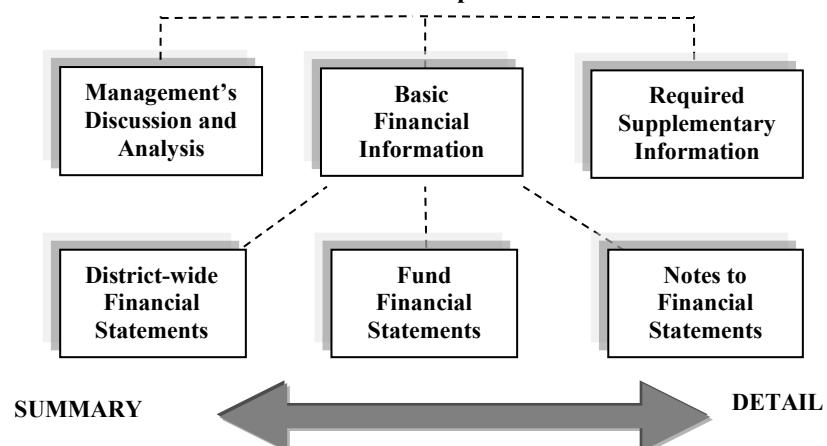 Management's
Discussion and
Analysis
Basic
Financial
Information
Required
Supplementary
Information
District-wide
Financial
Statements
Fund
Financial
Statements
Notes to
Financial
Statements
SUMMARY
DETAIL